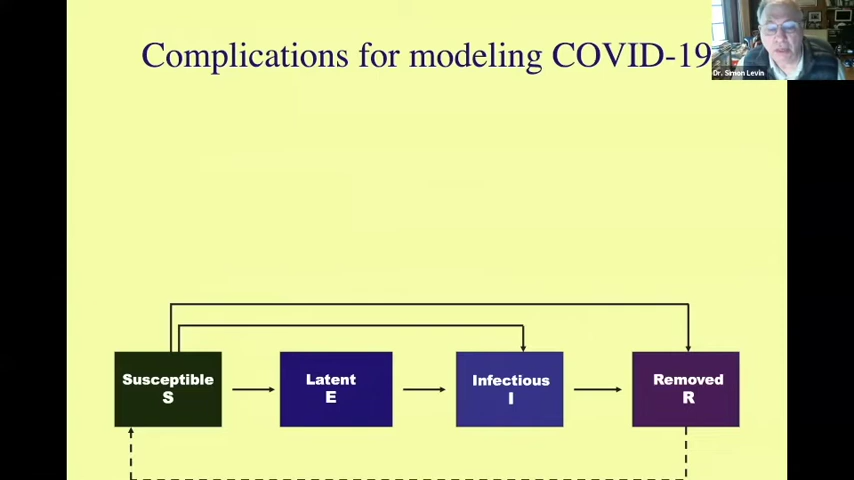 Complications for modeling COVID-19
Dr. Simon Levin
Susceptible
S
Latent
E
Infectious
I
Removed
R